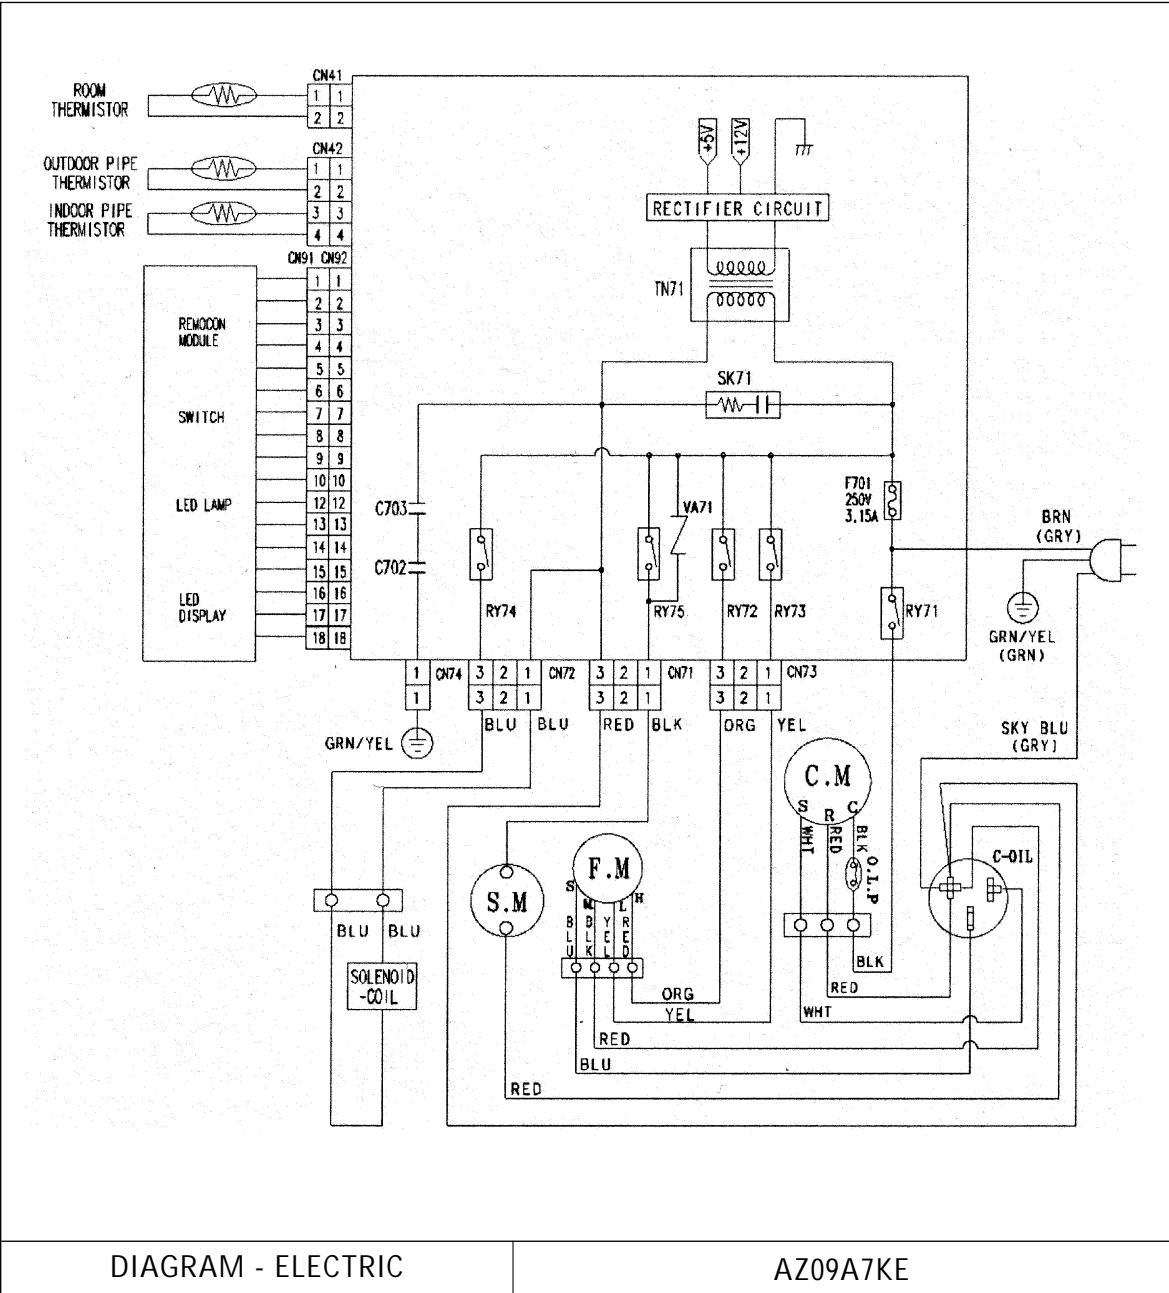 CN41
ROOM
THERMISTOR
1 1
2 2
CN42
OUTDOOR PIPE
THERMISTOR
1 1
2 2
INDOOR PIPE
THERMISTOR
3 3
4 4
CN91 CN92
1 1
2 2
3 3
4 4
5 5
6 6
7 7
8 8
9 9
10 10
12 12
13 13
14 14
15 15
16 16
17 17
18 18
REMOCON
MODULE
SWITCH
LED LAMP
LED
DISPLAY
+5V
+12V
RECTIFIER CIRCUIT
TN71
SK71
C703
C702
VA71
F701
250V
3.15A
RY74
RY75
RY72
RY73
RY71
BRN
(GRY)
GRN/YEL
(GRN)
SKY BLU
(GRY)
1 CN74
1
3 2 1 CN72
3 2 1
3 2 1 CN71
3 2 1
3 2 1 CN73
3 2 1
GRN/YEL
BLU
BLU
RED
BLK
ORG
YEL
C.M
S R C
WHT
RED
BLK
O.L.P
C-OIL
F.M
S M L H
BLU
BLK
YEL
RED
S.M
BLU
BLU
SOLENOID
-COIL
BLK
RED
WHT
ORG
YEL
RED
BLU
RED
DIAGRAM - ELECTRIC
AZ09A7KE